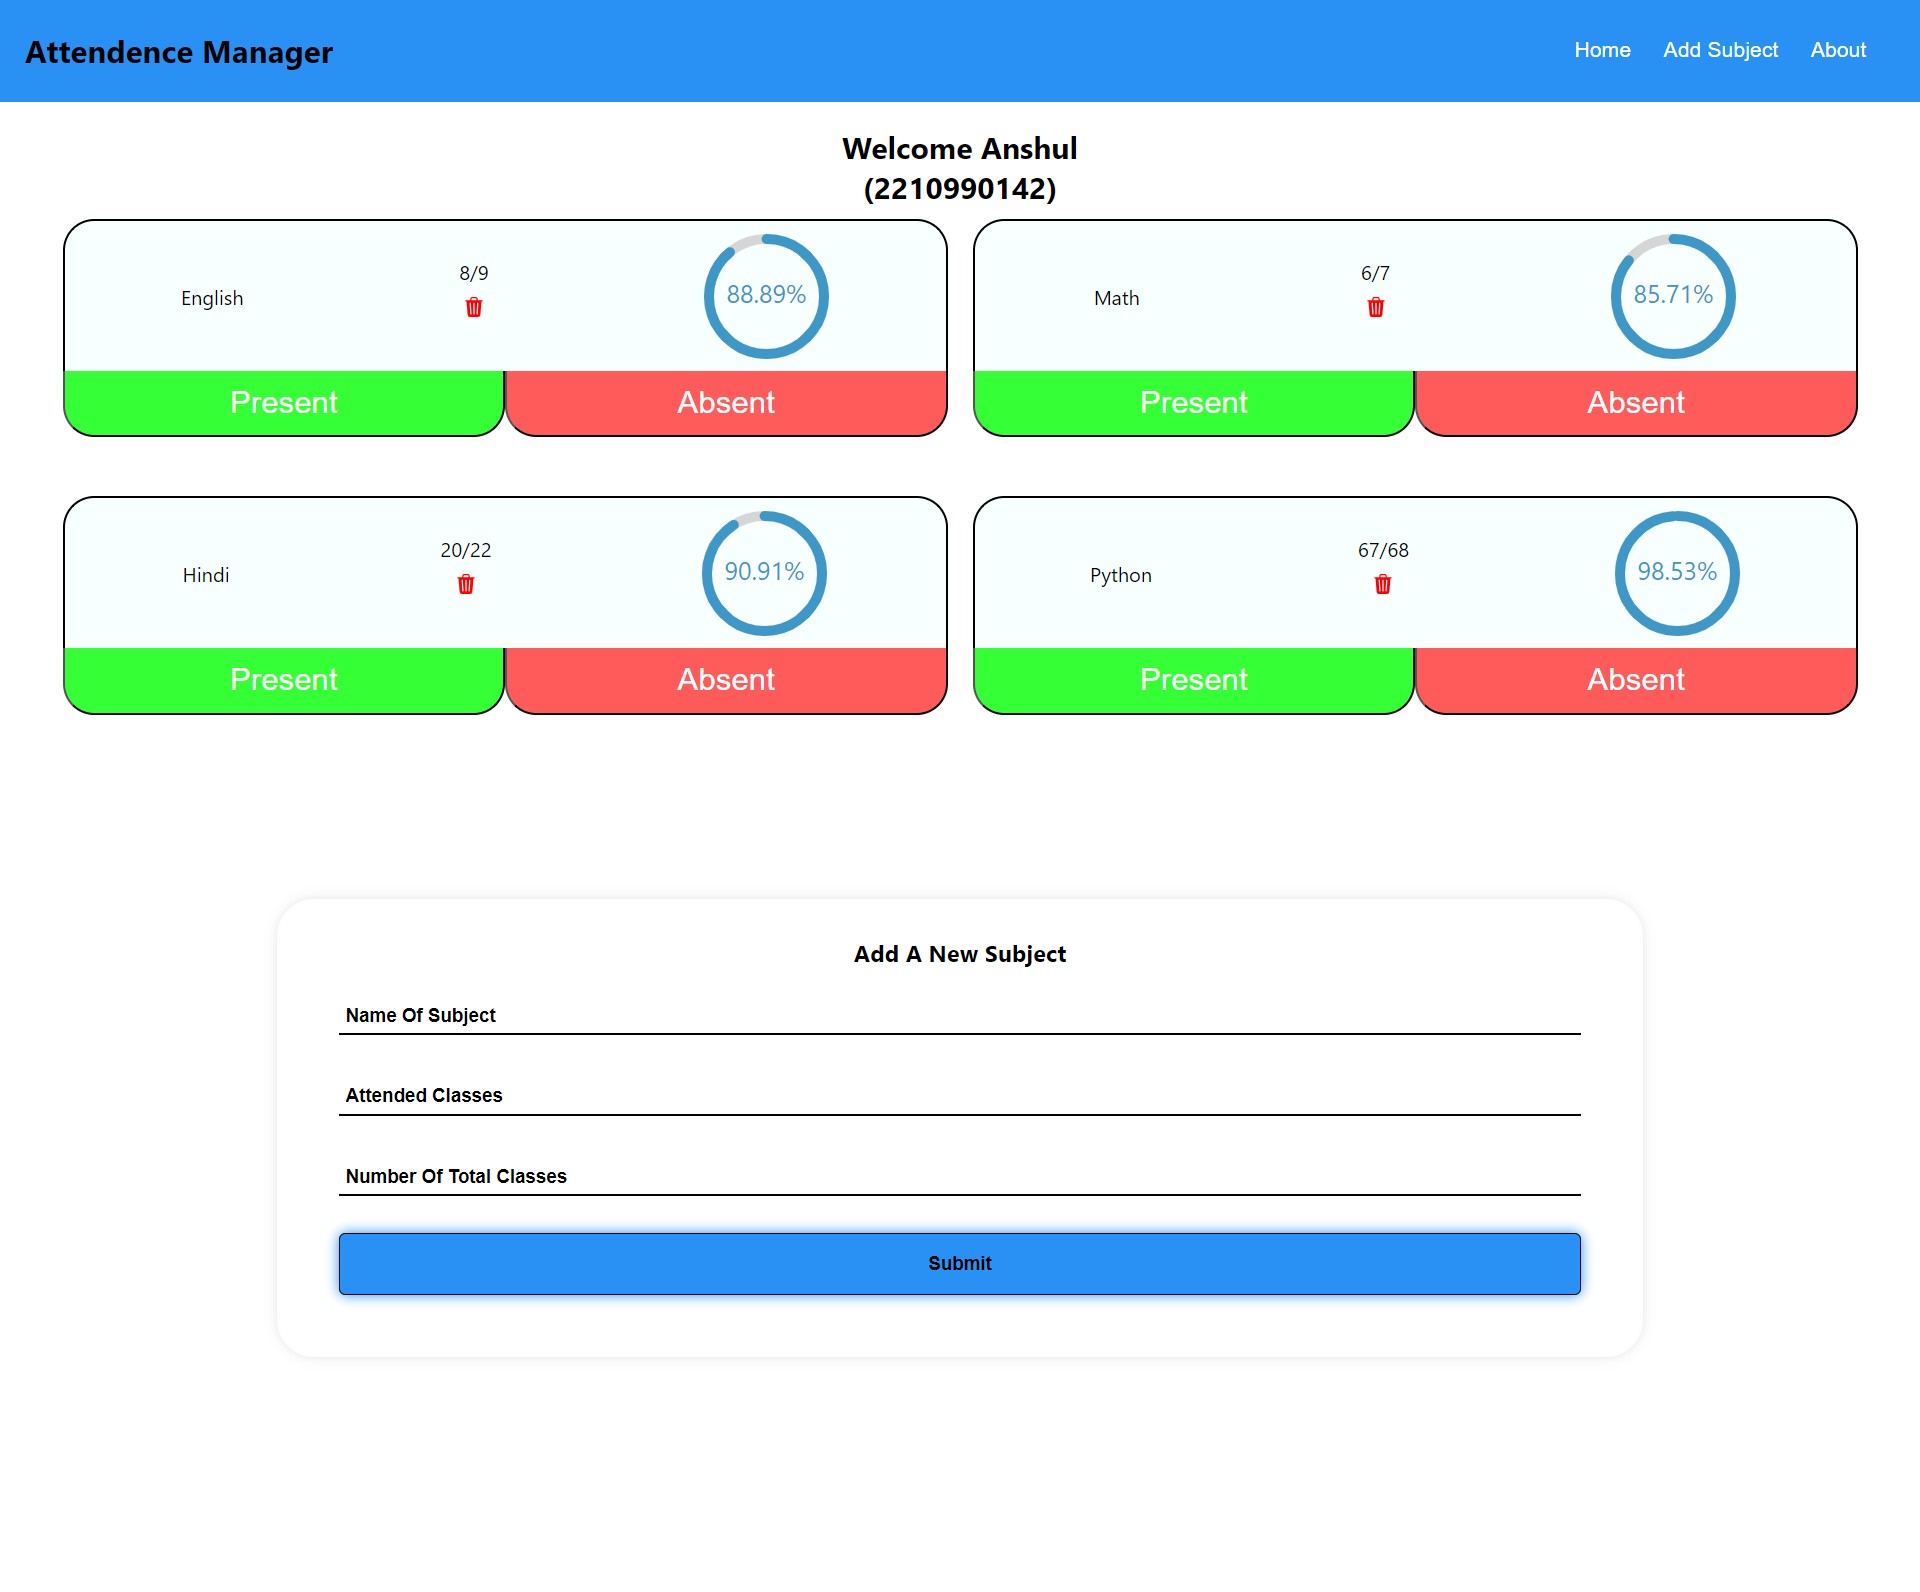 Attendence Manager
Home Add Subject About
Welcome Anshul
(2210990142)
English
8/9
88.89%
Present
Absent
Math
6/7
85.71%
Present
Absent
Hindi
20/22
90.91%
Present
Absent
Python
67/68
98.53%
Present
Absent
Add A New Subject
Name Of Subject
Attended Classes
Number Of Total Classes
Submit